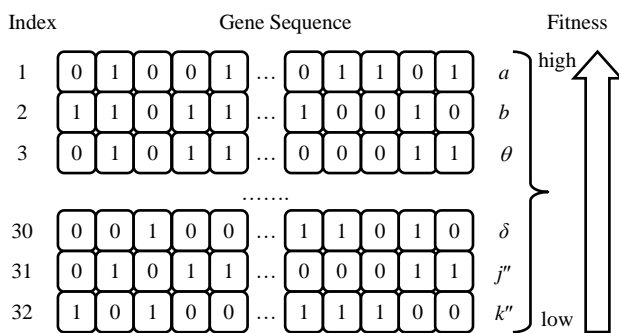 Index Gene Sequence Fitness
1 0 1 0 0 1 … 0 1 1 0 1 a high
2 1 1 0 1 1 … 1 0 0 1 0 b
3 0 1 0 1 1 … 0 0 0 1 1 θ
…….
30 0 0 1 0 0 … 1 1 0 1 0 δ
31 0 1 0 1 1 … 0 0 0 1 1 j″
32 1 0 1 0 0 … 1 1 1 0 0 k″ low